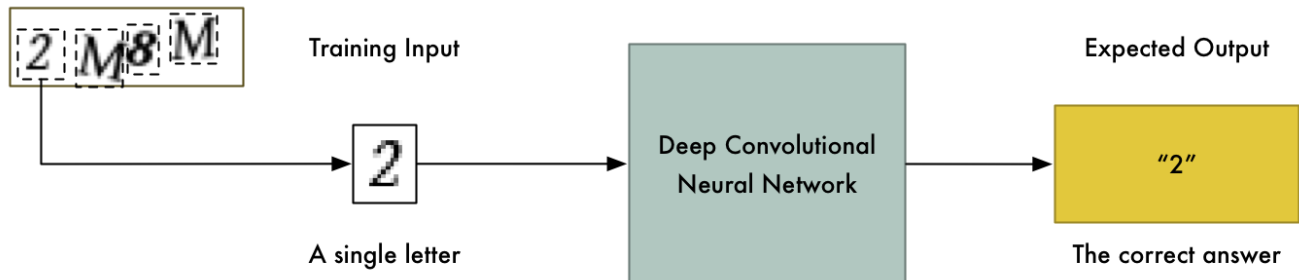 2 M 8 M
Training Input
Expected Output
2
Deep Convolutional
Neural Network
“2”
A single letter
The correct answer